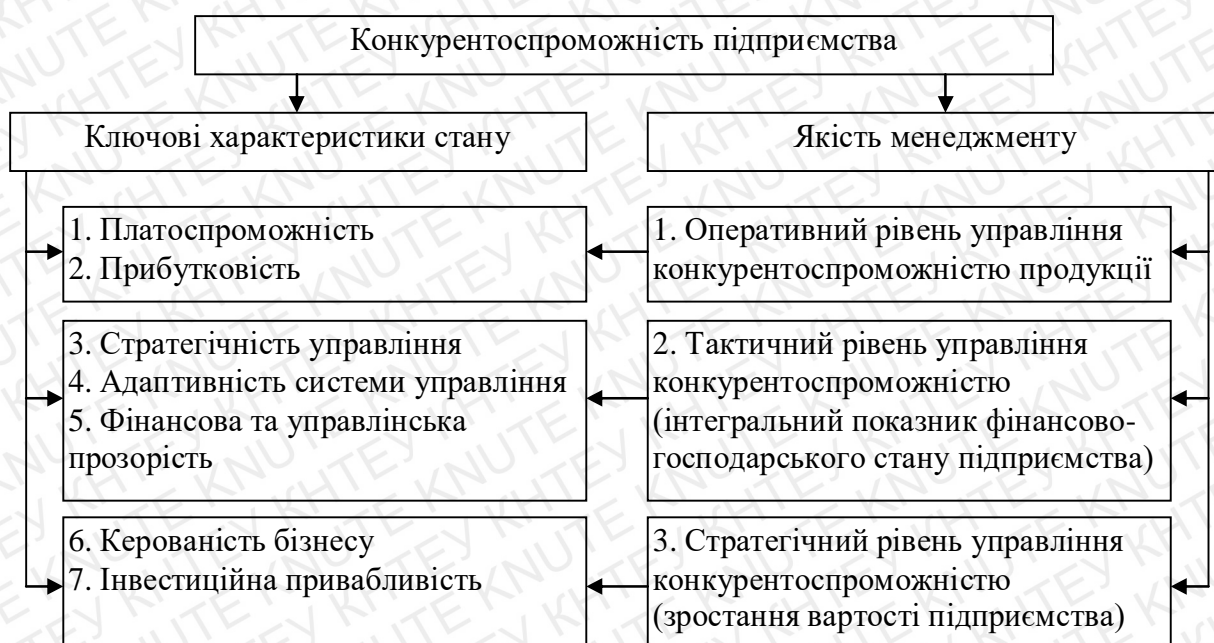 Конкурентоспроможність підприємства
Ключові характеристики стану
Якість менеджменту
1. Платоспроможність
2. Прибутковість
1. Оперативний рівень управління
конкурентоспроможністю продукції
3. Стратегічність управління
4. Адаптивність системи управління
5. Фінансова та управлінська
прозорість
2. Тактичний рівень управління
конкурентоспроможністю
(інтегральний показник фінансово-
господарського стану підприємства)
6. Керованість бізнесу
7. Інвестиційна привабливість
3. Стратегічний рівень управління
конкурентоспроможністю
(зростання вартості підприємства)